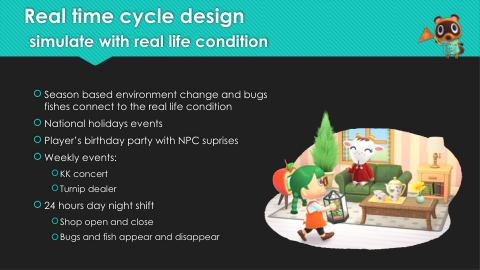 Real time cycle design
simulate with real life condition
Season based environment change and bugs
fishes connect to the real life condition
National holidays events
Player's birthday party with NPC suprises
Weekly events:
KK concert
Turnip dealer
24 hours day night shift
Shop open and close
Bugs and fish appear and disappear